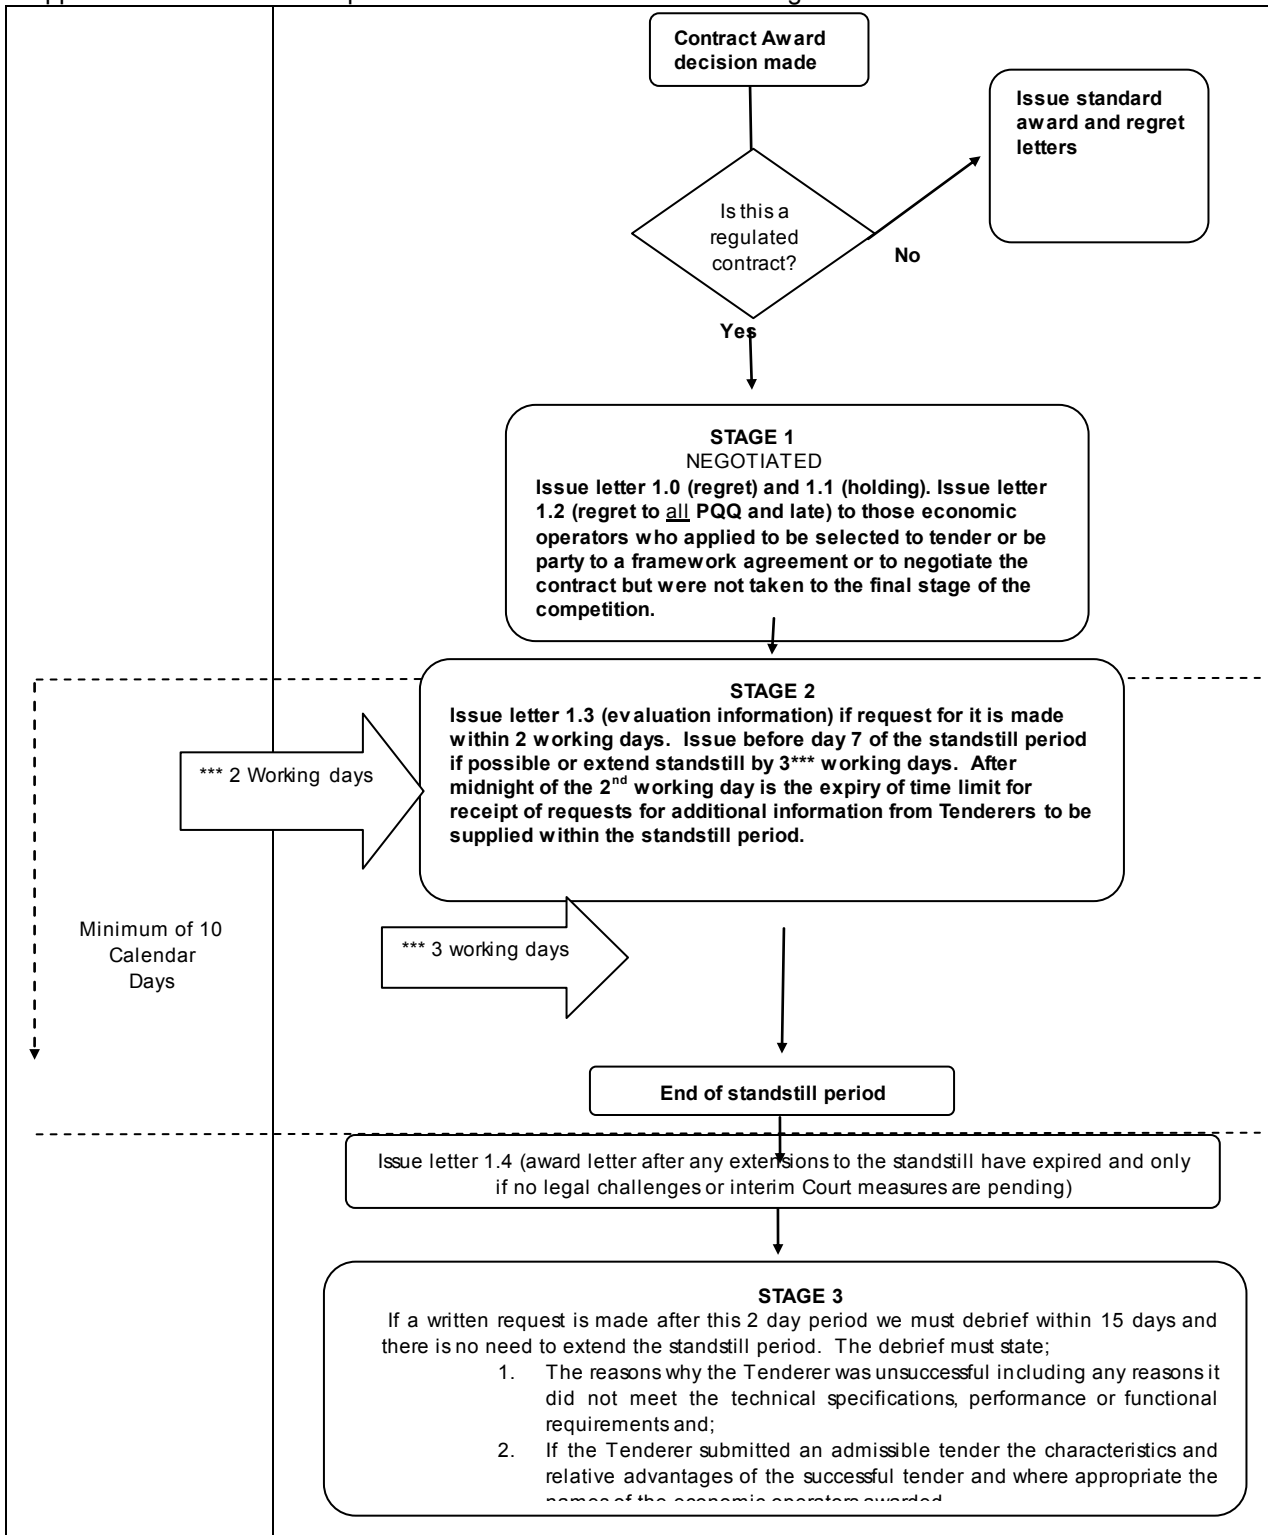 Contract Award
decision made
Issue standard
award and regret
letters
Is this a
regulated
contract?
No
Yes
STAGE 1
NEGOTIATED
Issue letter 1.0 (regret) and 1.1 (holding). Issue letter
1.2 (regret to all PQQ and late) to those economic
operators who applied to be selected to tender or be
party to a framework agreement or to negotiate the
contract but were not taken to the final stage of the
competition.
STAGE 2
Issue letter 1.3 (evaluation information) if request for it is made
within 2 working days. Issue before day 7 of the standstill period
if possible or extend standstill by 3*** working days. After
midnight of the 2nd working day is the expiry of time limit for
receipt of requests for additional information from Tenderers to be
supplied within the standstill period.
*** 2 Working days
Minimum of 10
Calendar
Days
*** 3 working days
End of standstill period
Issue letter 1.4 (award letter after any extensions to the standstill have expired and only
if no legal challenges or interim Court measures are pending)
STAGE 3
If a written request is made after this 2 day period we must debrief within 15 days and
there is no need to extend the standstill period. The debrief must state;
1. The reasons why the Tenderer was unsuccessful including any reasons it
did not meet the technical specifications, performance or functional
requirements and;
2. If the Tenderer submitted an admissible tender the characteristics and
relative advantages of the successful tender and where appropriate the
names of the economic operators awarded